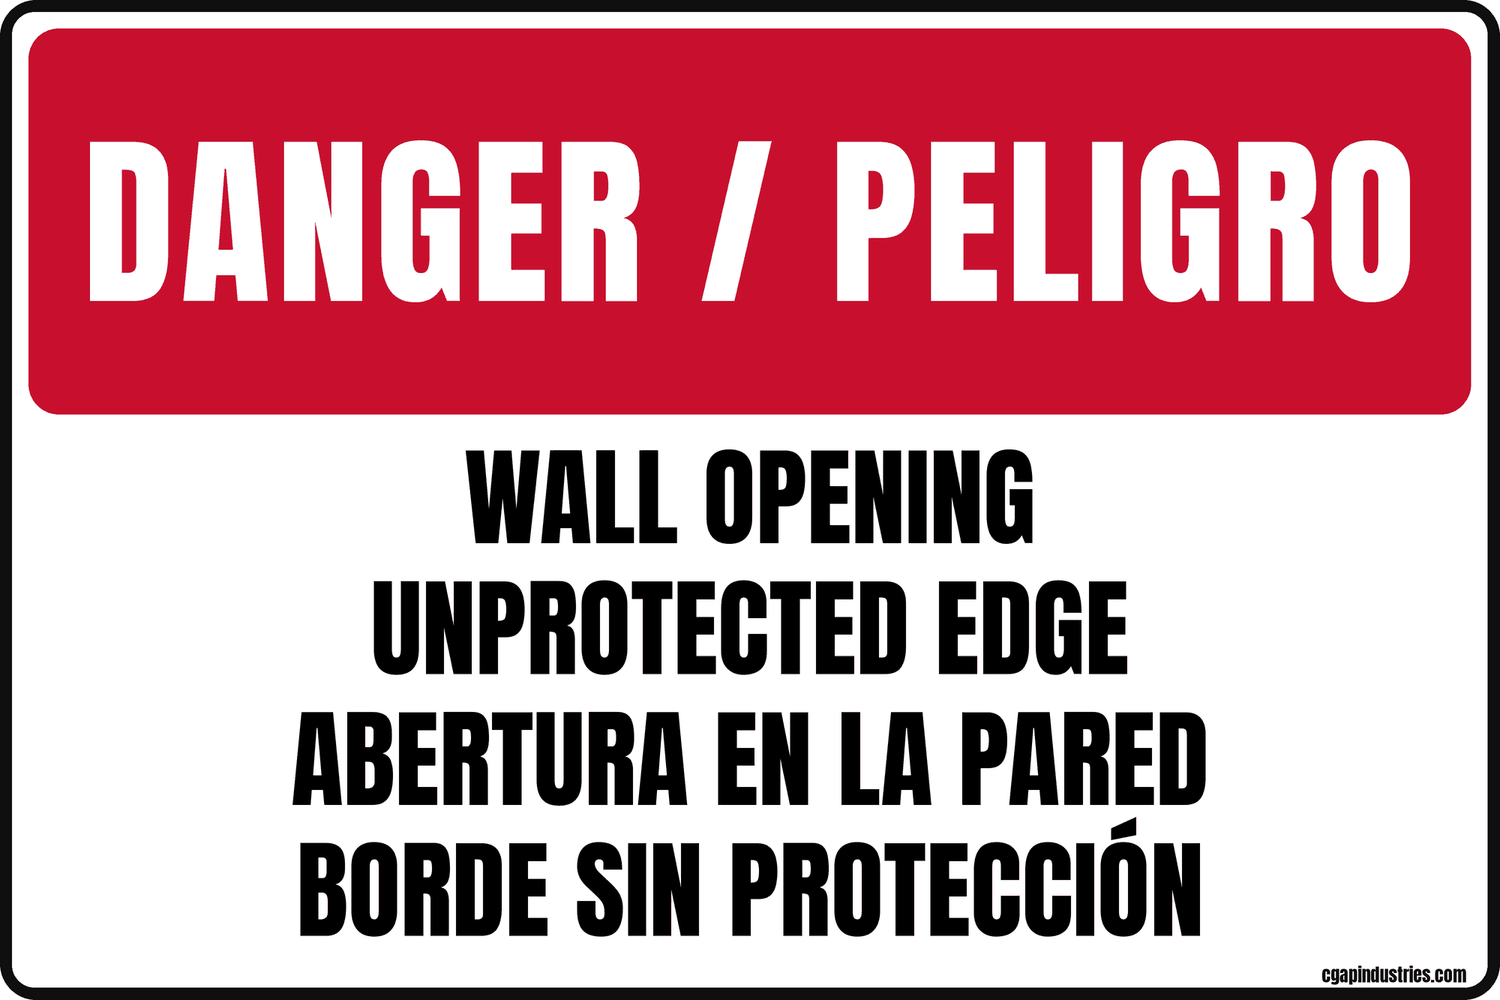 DANGER / PELIGRO
WALL OPENING
UNPROTECTED EDGE
ABERTURA EN LA PARED
BORDE SIN PROTECCIÓN
cgapindustries.com